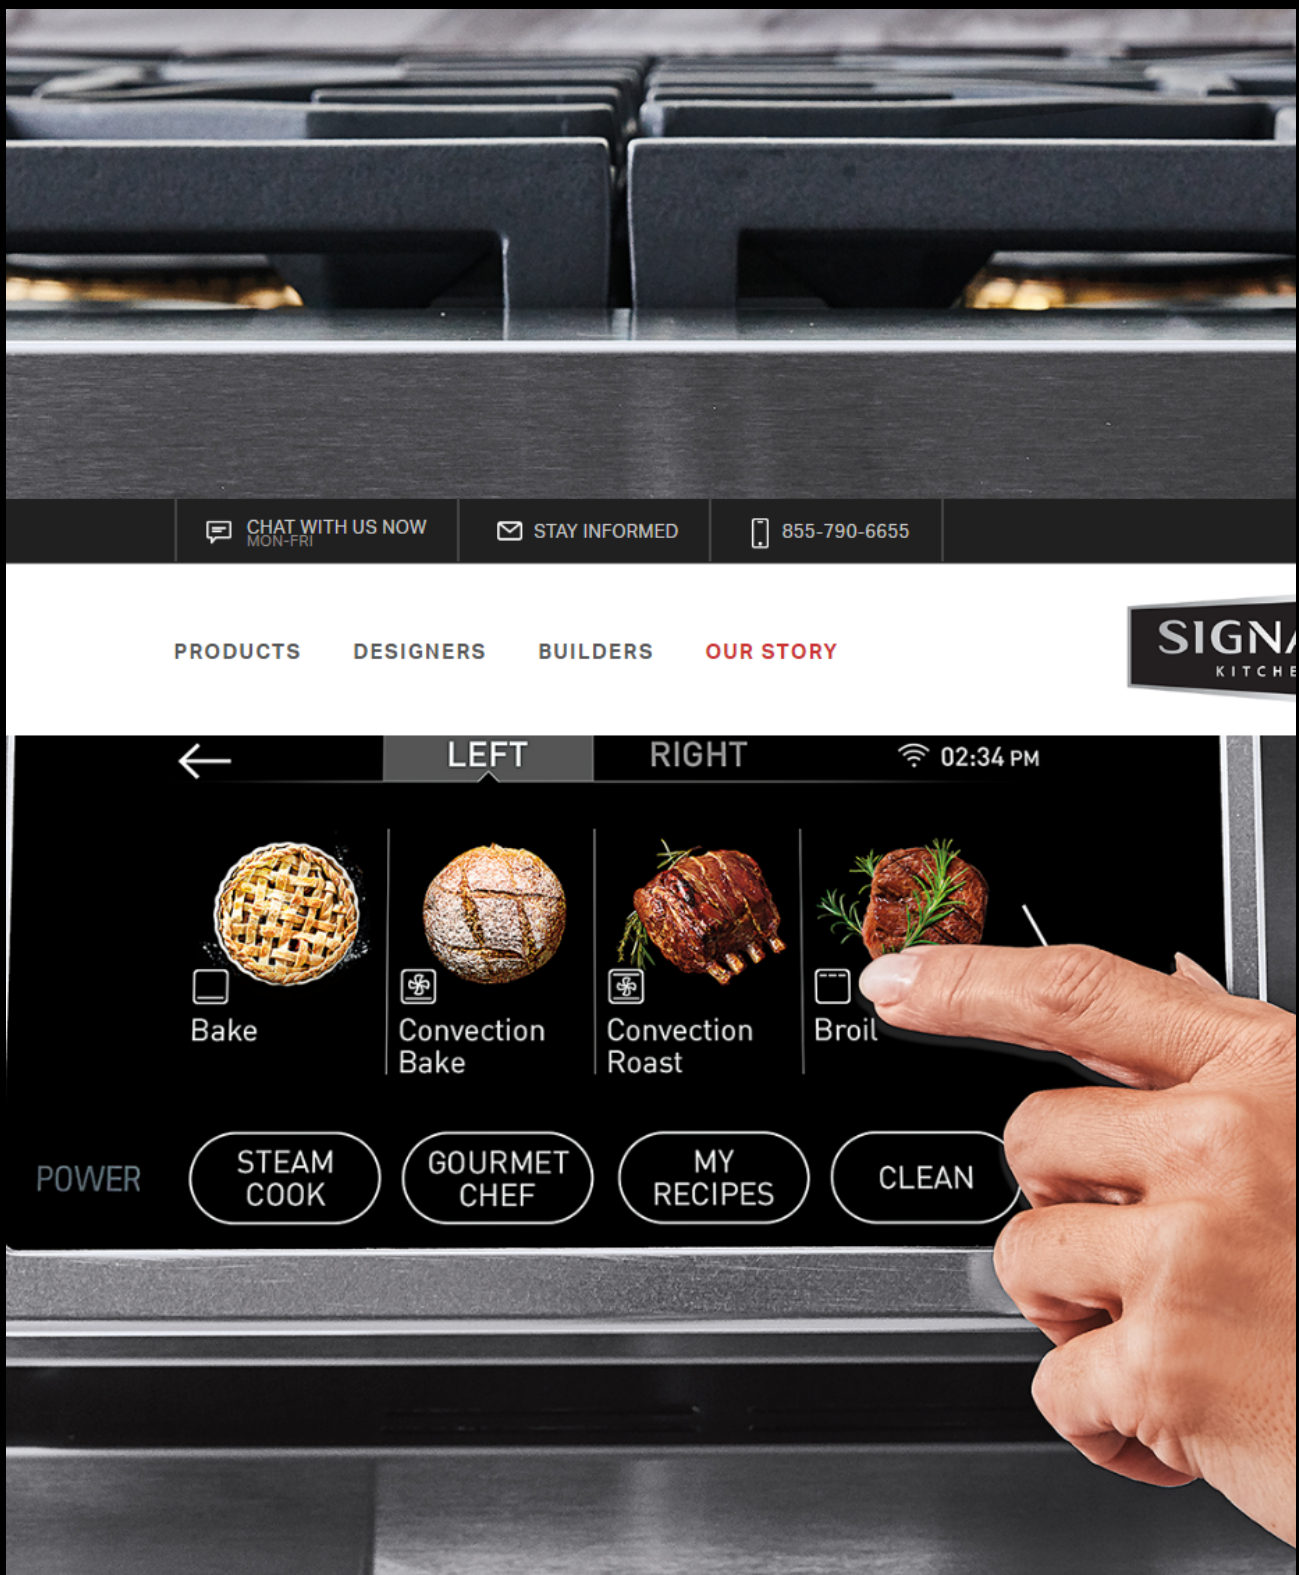 CHAT WITH US NOW
MON-FRI
STAY INFORMED
855-790-6655
PRODUCTS
DESIGNERS
BUILDERS
OUR STORY
SIGNA
KITCHE
LEFT
RIGHT
02:34 PM
Bake
Convection
Bake
Convection
Roast
Broil
POWER
STEAM
COOK
GOURMET
CHEF
MY
RECIPES
CLEAN